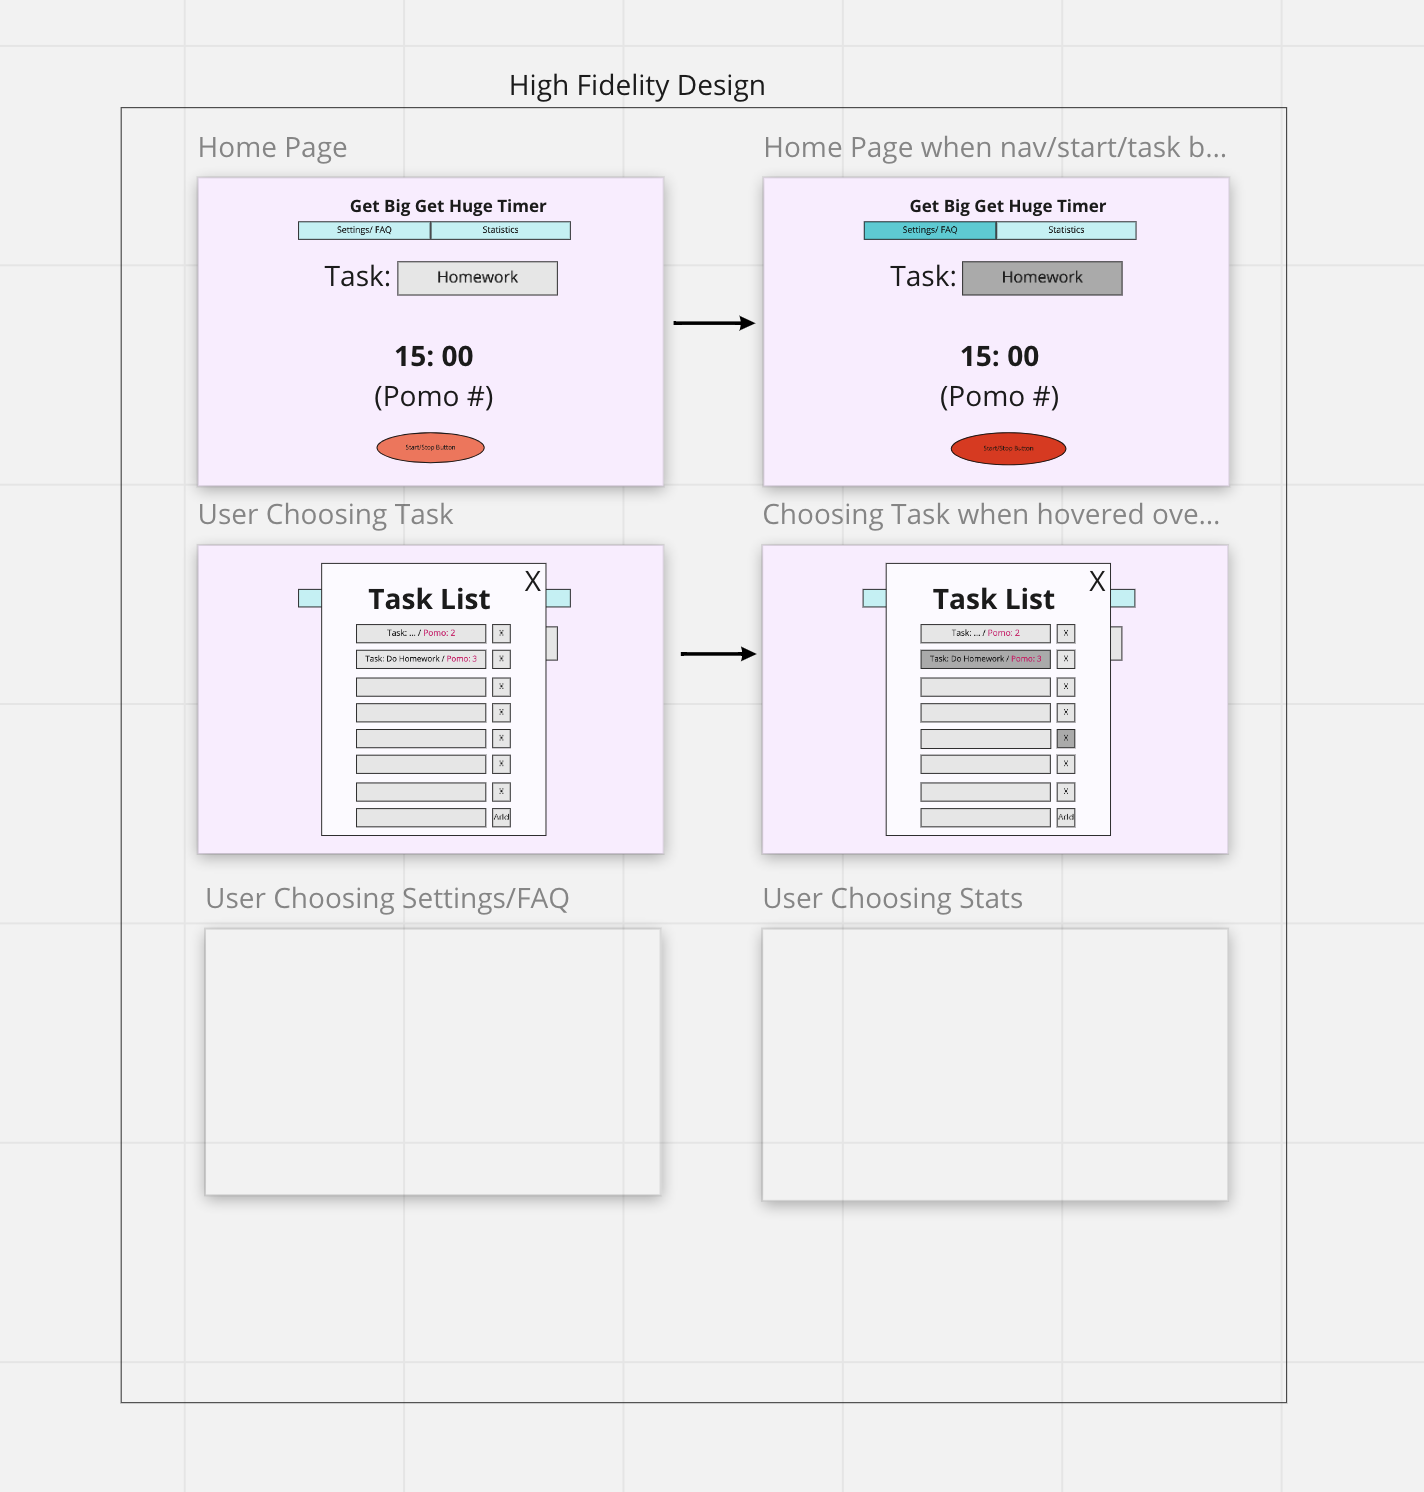 High Fidelity Design
Home Page
Home Page when nav/start/task b...
Get Big Get Huge Timer
Settings/ FAQ
Statistics
Task:
Homework
15: 00
(Pomo #)
Start/Stop Button
Get Big Get Huge Timer
Settings/ FAQ
Statistics
Task:
Homework
15: 00
(Pomo #)
Start/Stop Button
User Choosing Task
Choosing Task when hovered ove...
X
Task List
Task: ... / Pomo: 2
X
Task: Do Homework / Pomo: 3
X
X
X
X
X
X
Add
X
Task List
Task: ... / Pomo: 2
X
Task: Do Homework / Pomo: 3
X
X
X
X
X
X
Add
User Choosing Settings/FAQ
User Choosing Stats